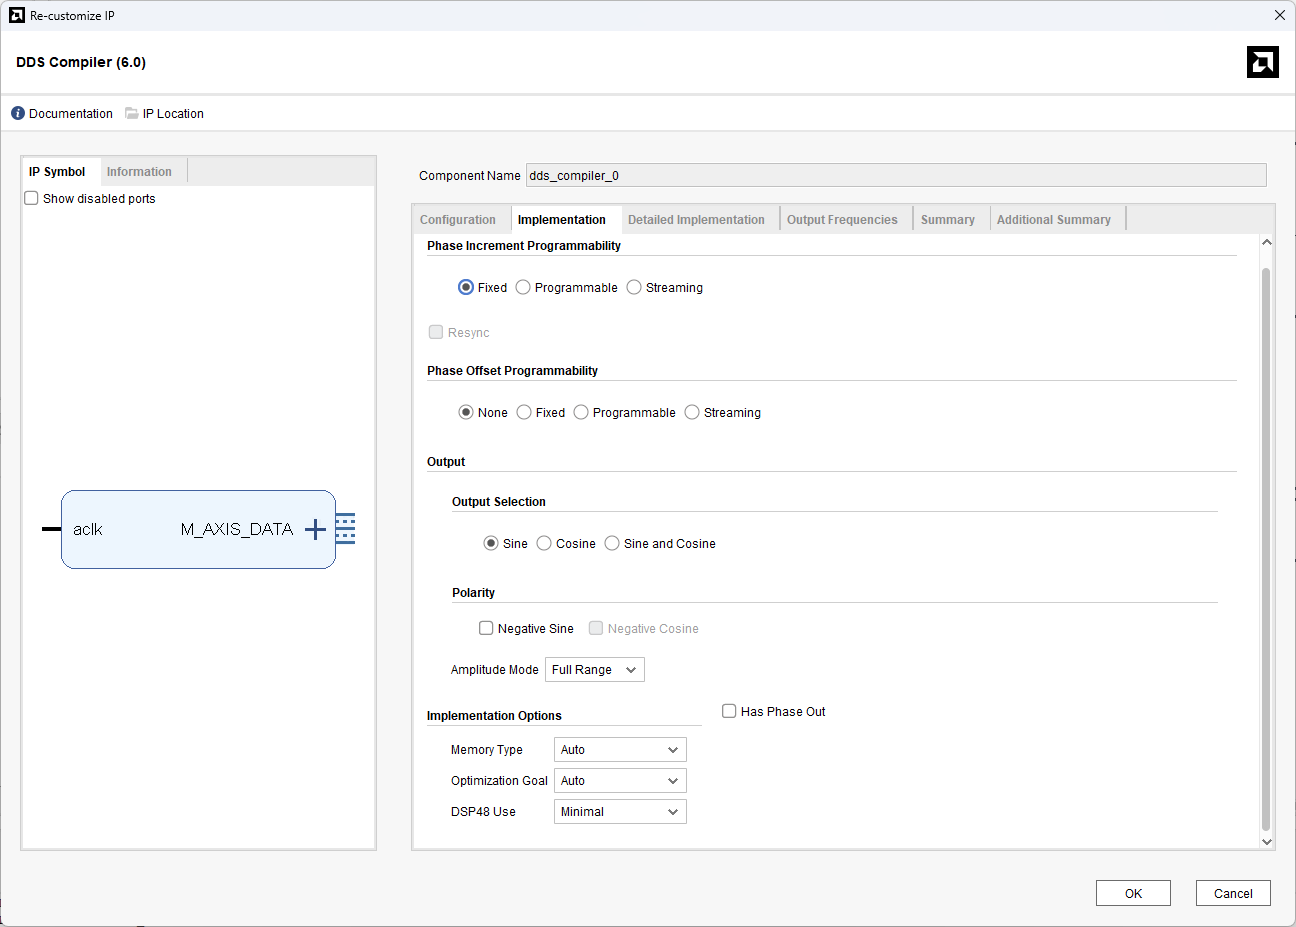 Re-customize IP
DDS Compiler (6.0)
Documentation IP Location
IP Symbol Information
Show disabled ports
aclk M_AXIS_DATA
Component Name dds_compiler_0
Configuration Implementation Detailed Implementation Output Frequencies Summary Additional Summary
Phase Increment Programmability
Fixed Programmable Streaming
Resync
Phase Offset Programmability
None Fixed Programmable Streaming
Output
Output Selection
Sine Cosine Sine and Cosine
Polarity
Negative Sine Negative Cosine
Amplitude Mode Full Range
Implementation Options
Has Phase Out
Memory Type Auto
Optimization Goal Auto
DSP48 Use Minimal
OK Cancel